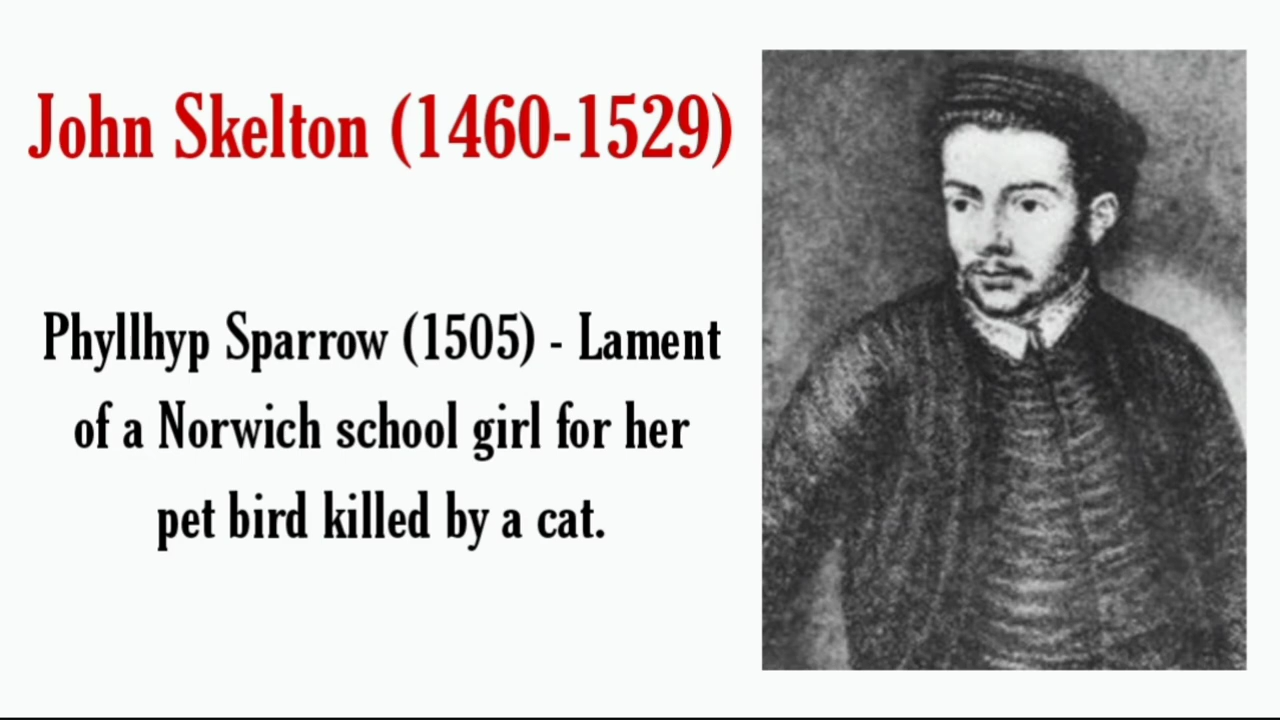 John Skelton (1460-1529)
Phyllhyp Sparrow (1505) - Lament
of a Norwich school girl for her
pet bird killed by a cat.